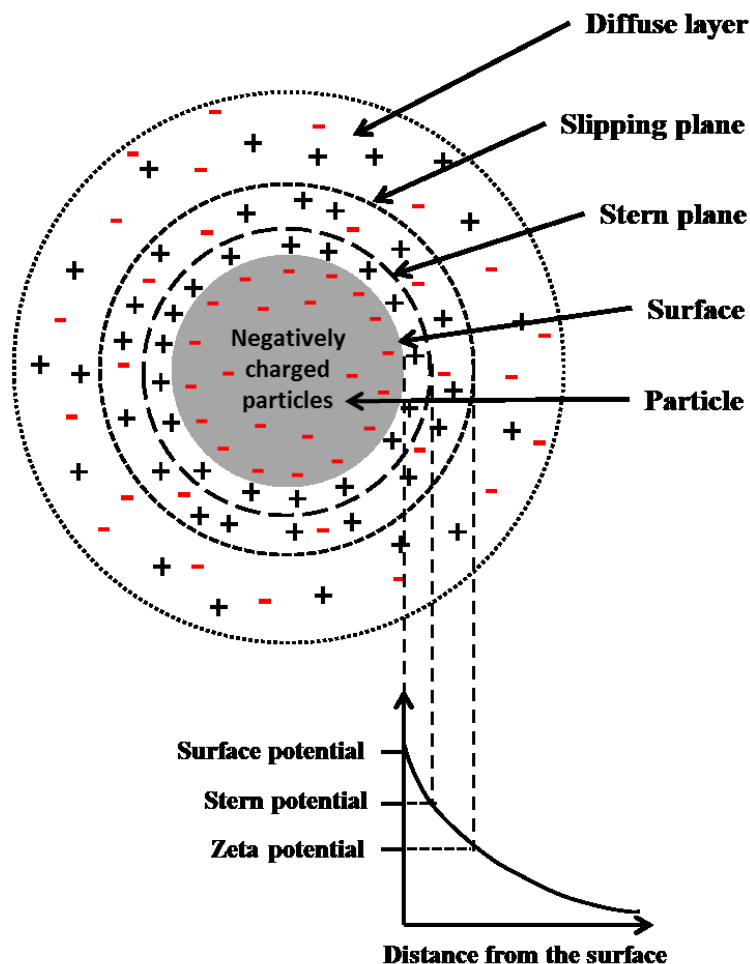 Diffuse layer
Slipping plane
Stern plane
Surface
Negatively
charged
particles
Particle
Surface potential
Stern potential
Zeta potential
Distance from the surface